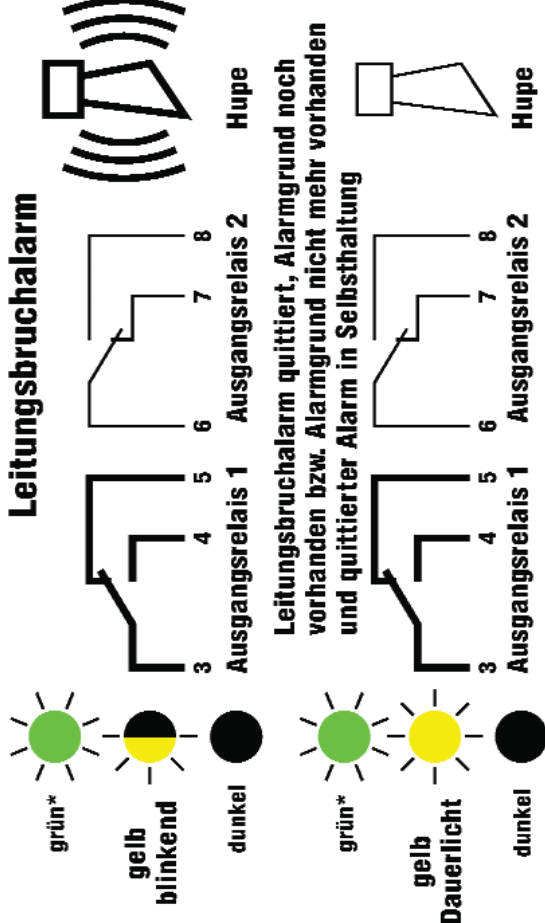 Leitungsbruchalarm
grün*
gelb
blinkend
dunkel
3 4 5
Ausgangsrelais 1
6 7 8
Ausgangsrelais 2
Hupe
Leitungsbruchalarm quittiert, Alarmgrund noch
vorhanden bzw. Alarmgrund nicht mehr vorhanden
und quittierter Alarm in Selbsthaltung
grün*
gelb
Dauerlicht
dunkel
3 4 5
Ausgangsrelais 1
6 7 8
Ausgangsrelais 2
Hupe